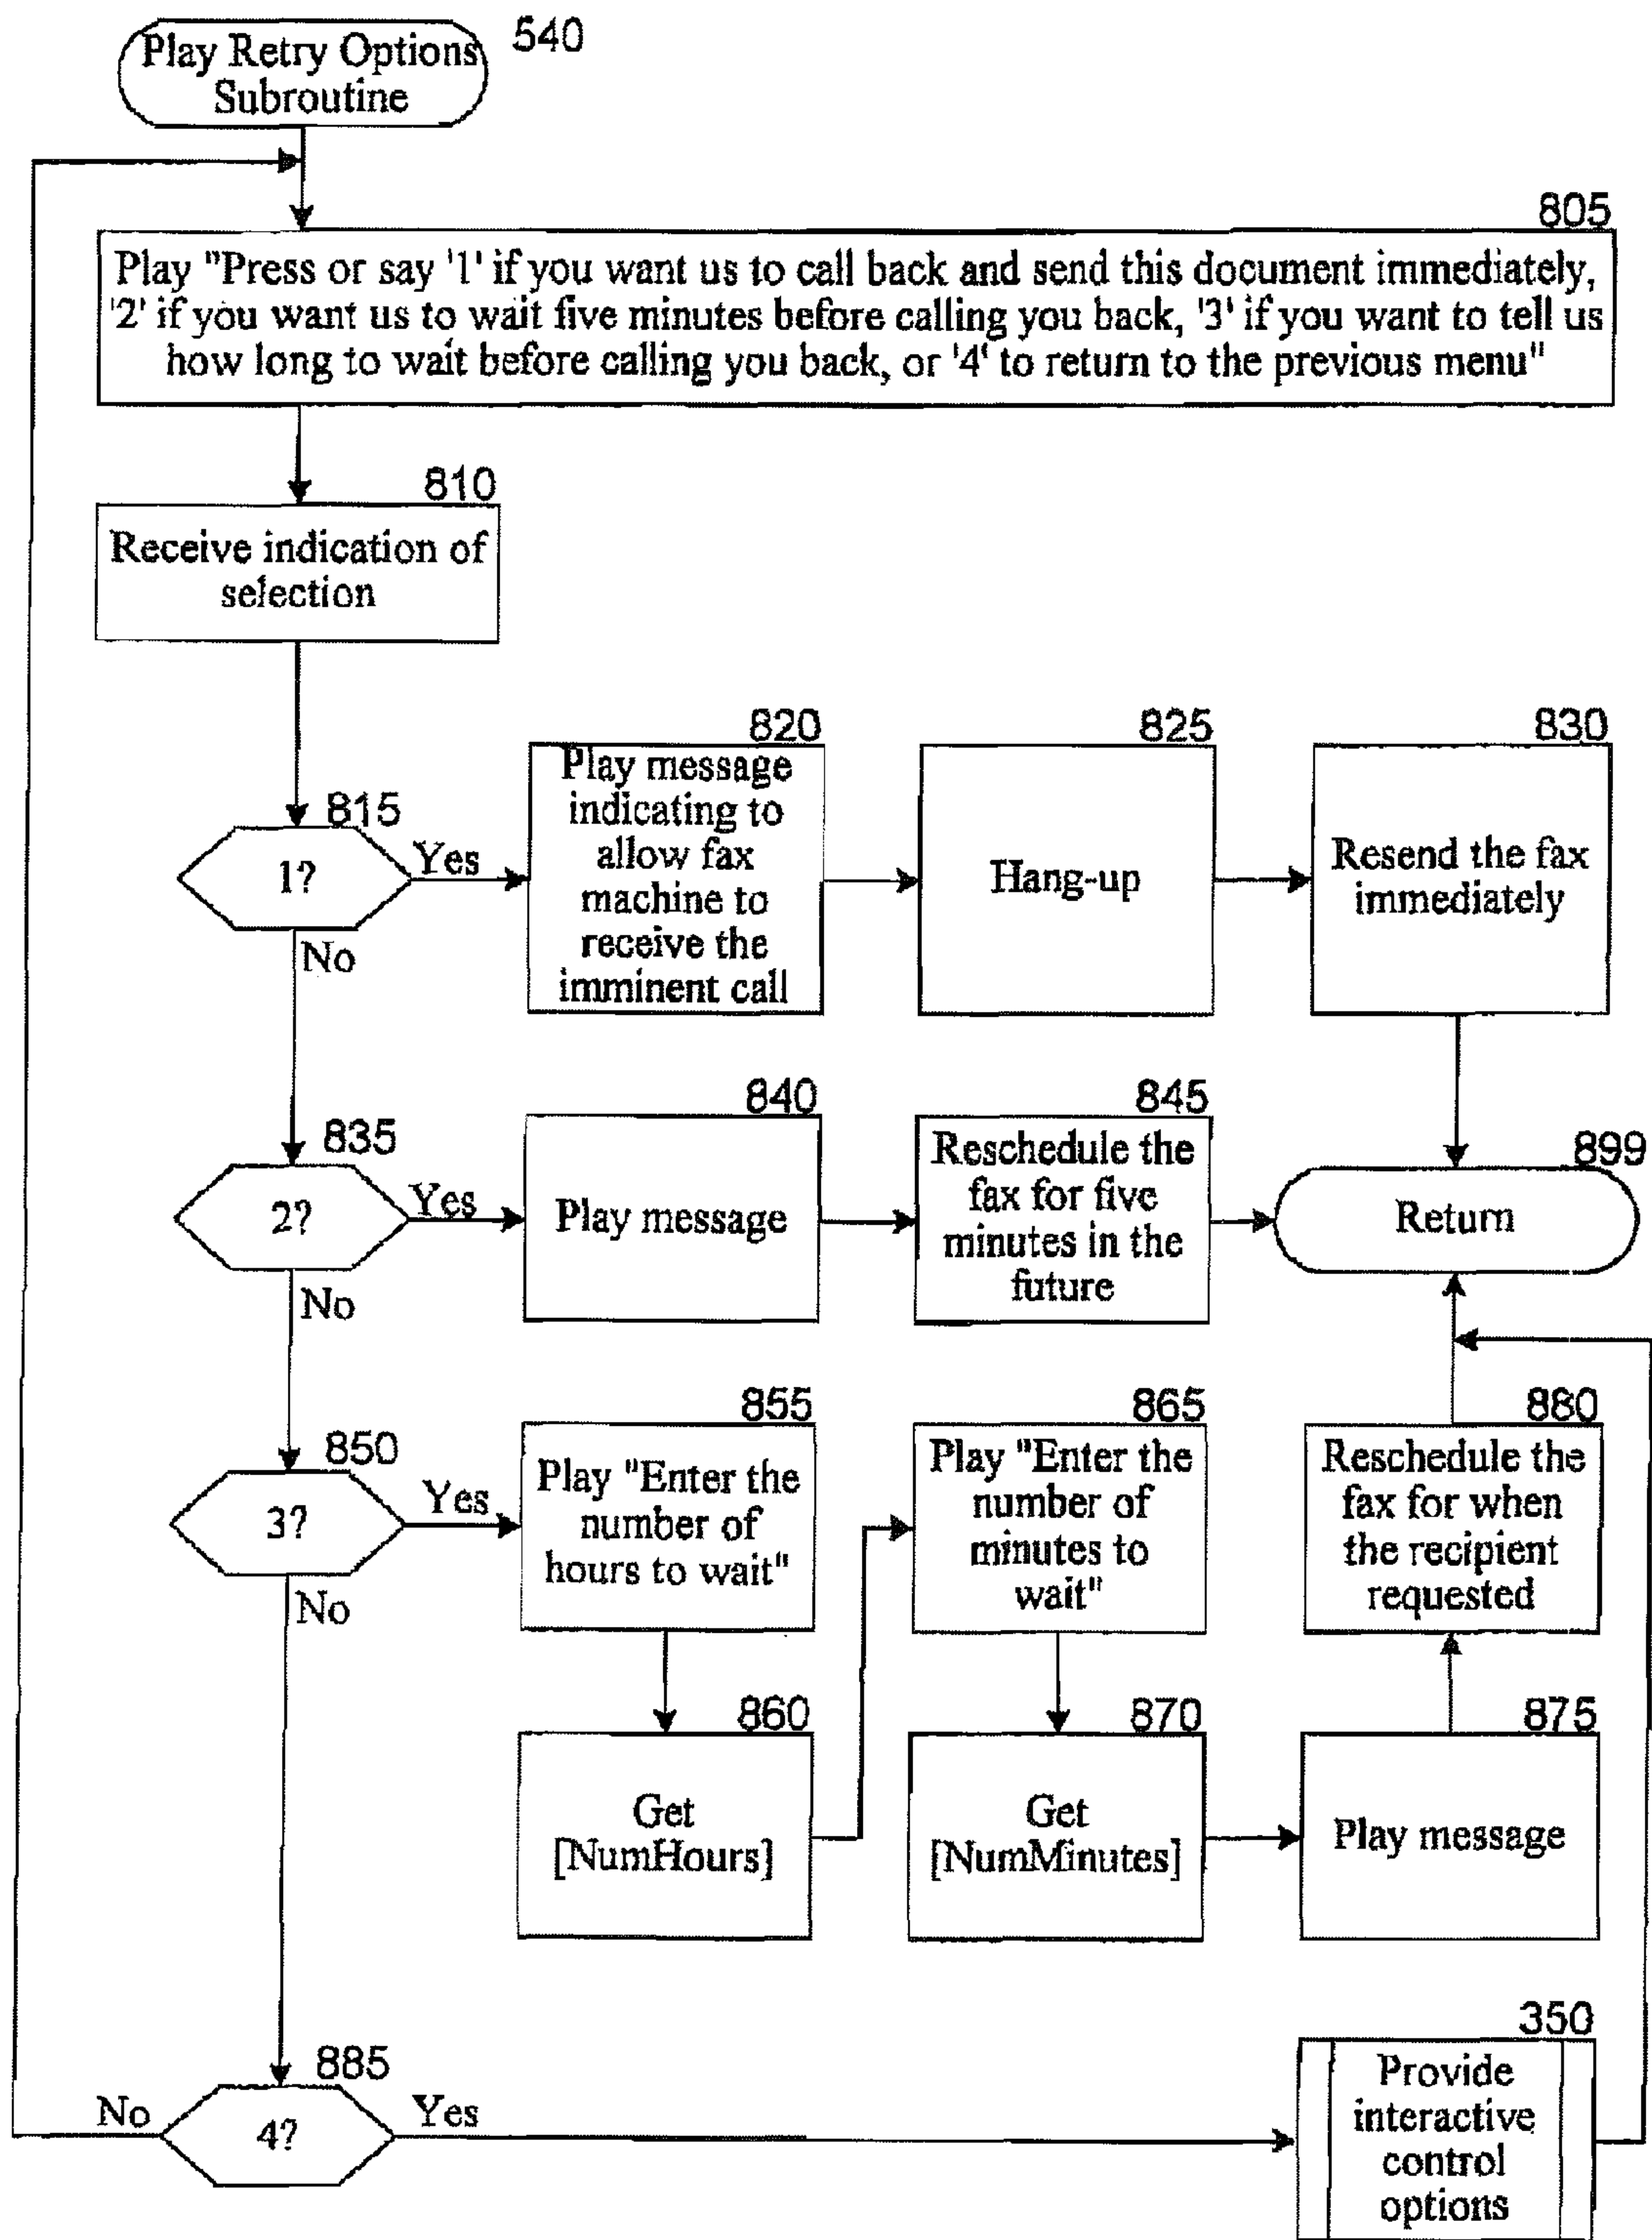 Play Retry Options
Subroutine
540
805
Play "Press or say '1' if you want us to call back and send this document immediately,
'2' if you want us to wait five minutes before calling you back, '3' if you want to tell us
how long to wait before calling you back, or '4' to return to the previous menu"
810
Receive indication of
selection
815
1?
Yes
No
820
Play message
indicating to
allow fax
machine to
receive the
imminent call
825
Hang-up
830
Resend the fax
immediately
835
2?
Yes
No
840
Play message
845
Reschedule the
fax for five
minutes in the
future
899
Return
850
3?
Yes
No
855
Play "Enter the
number of
hours to wait"
860
Get
[NumHours]
865
Play "Enter the
number of
minutes to
wait"
870
Get
[NumMinutes]
875
Play message
880
Reschedule the
fax for when
the recipient
requested
885
4?
No
Yes
350
Provide
interactive
control
options